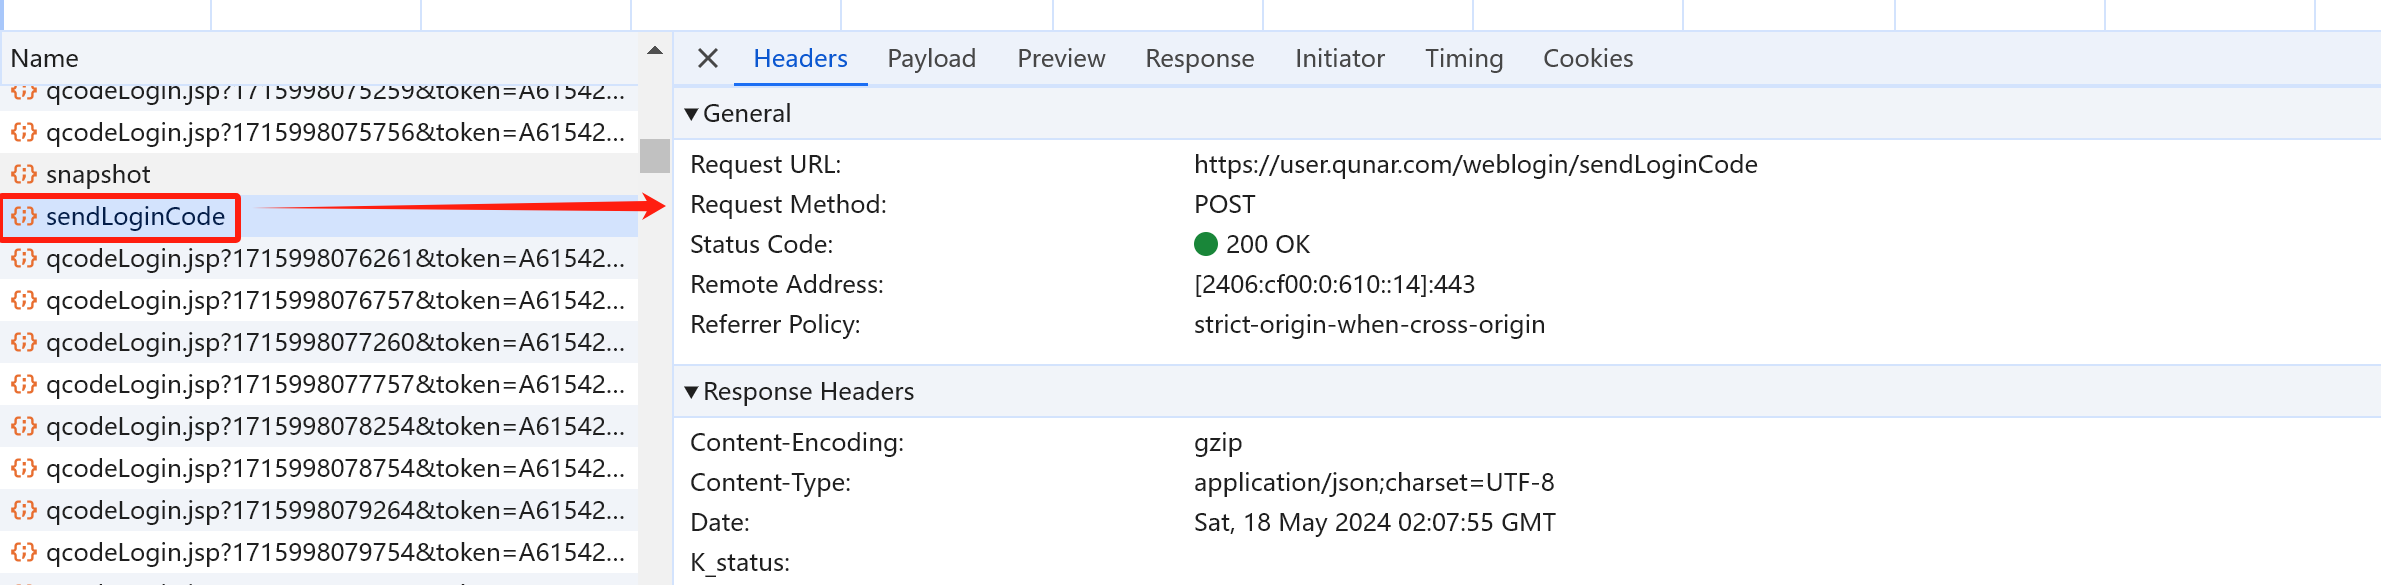 Name
qcodeLogin.jsp?1715998075259&token=A61542...
qcodeLogin.jsp?1715998075756&token=A61542...
snapshot
sendLoginCode
qcodeLogin.jsp?1715998076261&token=A61542...
qcodeLogin.jsp?1715998076757&token=A61542...
qcodeLogin.jsp?1715998077260&token=A61542...
qcodeLogin.jsp?1715998077757&token=A61542...
qcodeLogin.jsp?1715998078254&token=A61542...
qcodeLogin.jsp?1715998078754&token=A61542...
qcodeLogin.jsp?1715998079264&token=A61542...
qcodeLogin.jsp?1715998079754&token=A61542...
Headers Payload Preview Response Initiator Timing Cookies
General
Request URL: https://user.qunar.com/weblogin/sendLoginCode
Request Method: POST
Status Code: 200 OK
Remote Address: [2406:cf00:0:610::14]:443
Referrer Policy: strict-origin-when-cross-origin
Response Headers
Content-Encoding: gzip
Content-Type: application/json;charset=UTF-8
Date: Sat, 18 May 2024 02:07:55 GMT
K_status: